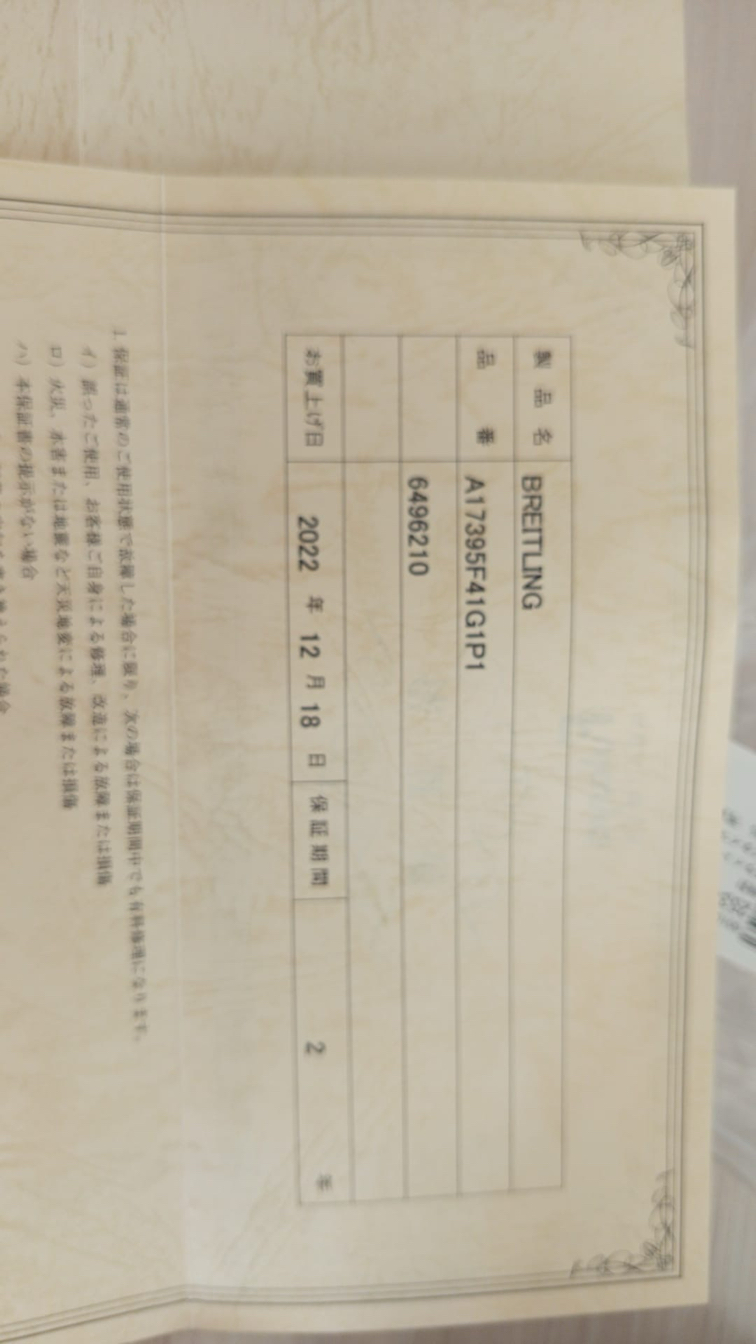 製品名 BREITLING
品番 A17395F41G1P1
6496210
お買上げ日 2022 年 12 月 18 日 保証期間 2 年
1. 保証は通常のご使用状態で故障した場合に限り、次の場合は保証期間中でも有料修理になります。
イ）誤ったご使用、お客様ご自身による修理、改造による故障または損傷
ロ）火災、水害または地震など天災地変による故障または損傷
ハ）本保証書の提示がない場合